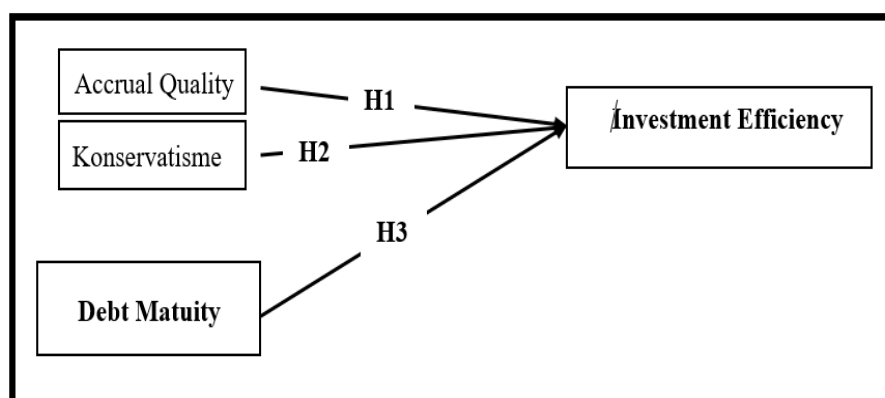 Accrual Quality
H1
Investment Efficiency
Konservatisme
H2
H3
Debt Matuity